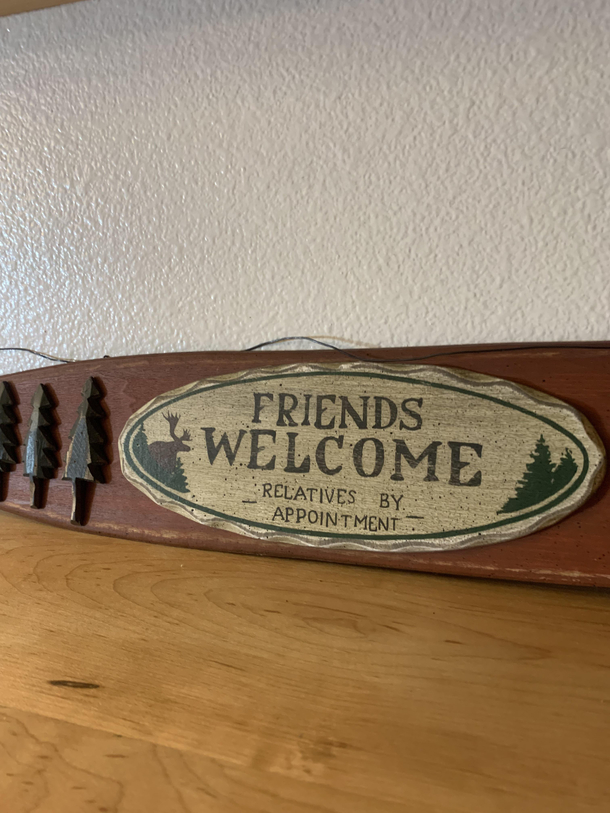 FRIENDS
WELCOME
RELATIVES BY
APPOINTMENT